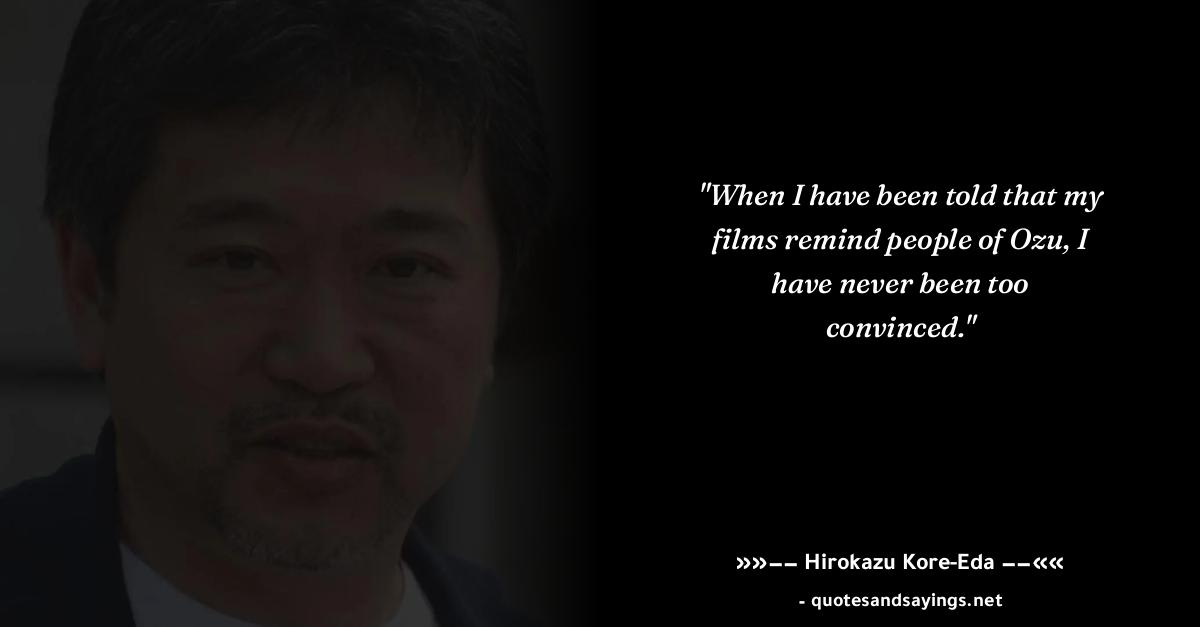 "When I have been told that my
films remind people of Ozu, I
have never been too
convinced."
»»−− Hirokazu Kore-Eda −−««
- quotesandsayings.net